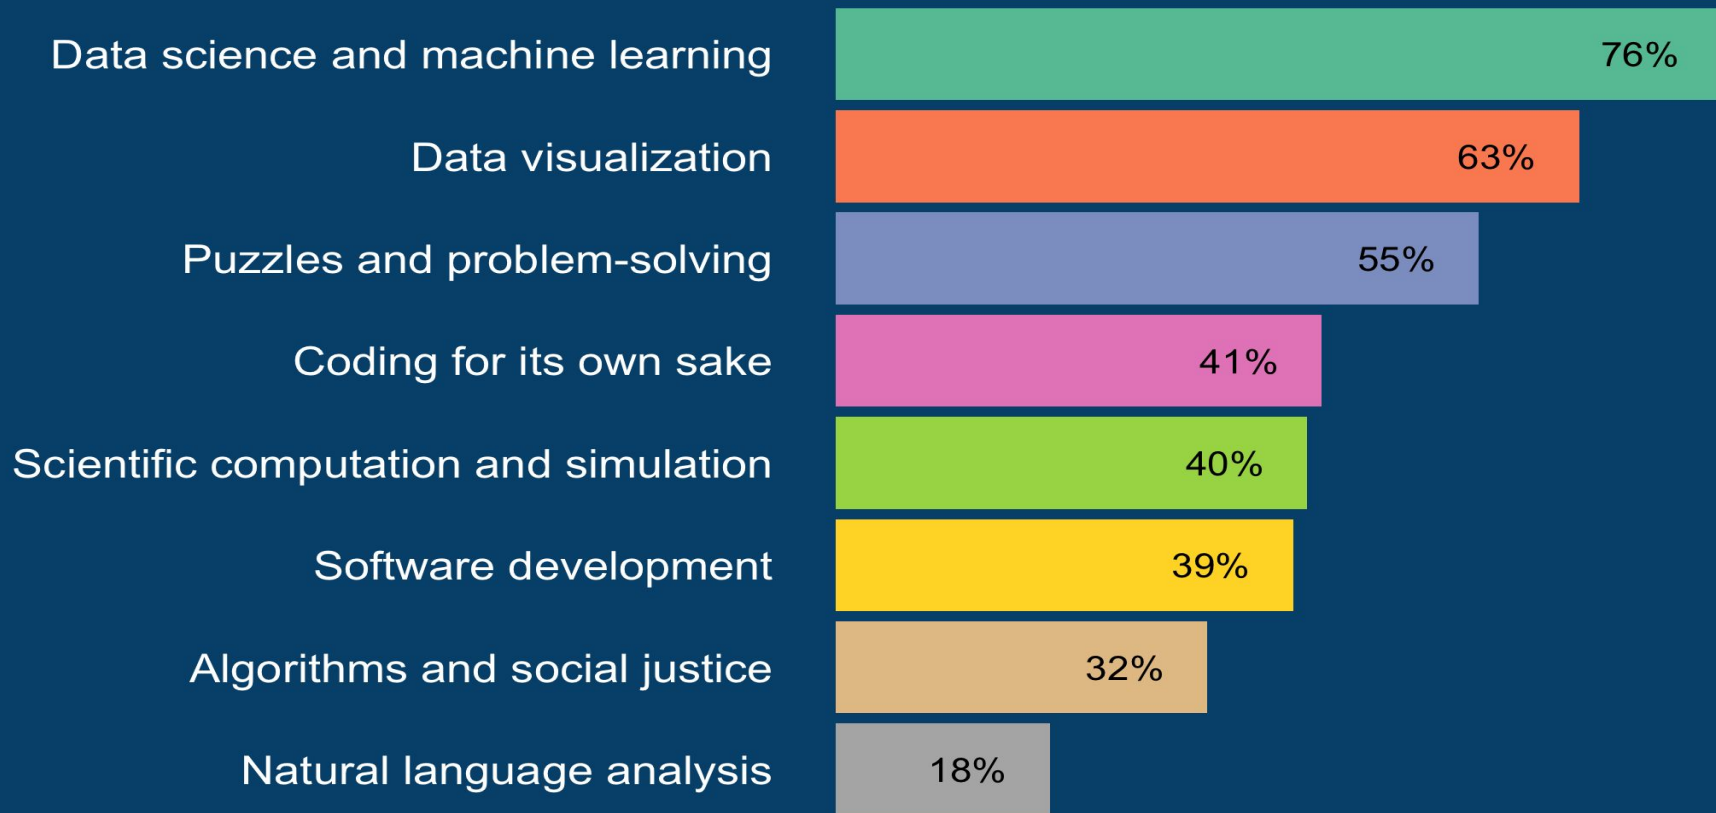 Data science and machine learning 76%
Data visualization 63%
Puzzles and problem-solving 55%
Coding for its own sake 41%
Scientific computation and simulation 40%
Software development 39%
Algorithms and social justice 32%
Natural language analysis 18%